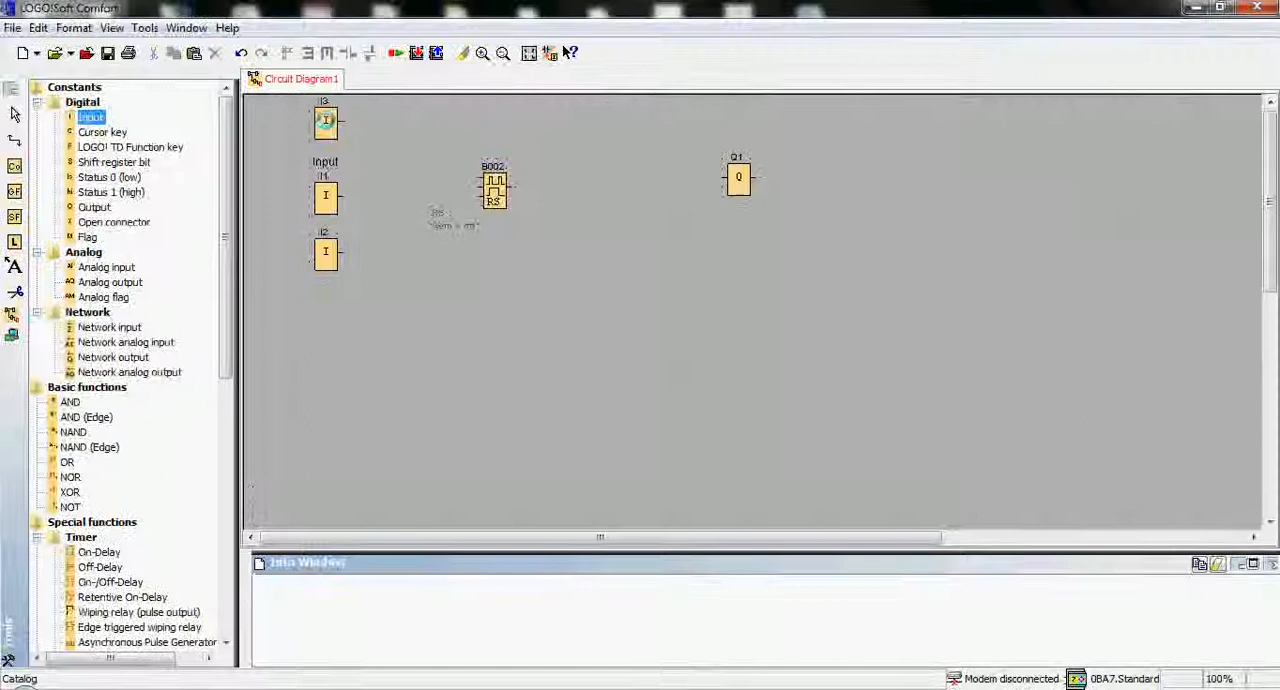 LOGO!Soft Comfort
File Edit Format View Tools Window Help
Circuit Diagram1
Constants
Digital
Input
Cursor key
LOGO! TD Function key
Shift register bit
Status 0 (low)
Status 1 (high)
Output
Open connector
Flag
Analog
Analog input
Analog output
Analog flag
Network
Network input
Network analog input
Network output
Network analog output
Basic functions
AND
AND (Edge)
NAND
NAND (Edge)
OR
NOR
XOR
NOT
Special functions
Timer
On-Delay
Off-Delay
On-/Off-Delay
Retentive On-Delay
Wiping relay (pulse output)
Edge triggered wiping relay
Asynchronous Pulse Generator
I3
I
Input
I1
I
I2
I
B002
RS
Q1
Q
Info Window
Catalog
Modem disconnected
0BA7.Standard
100%